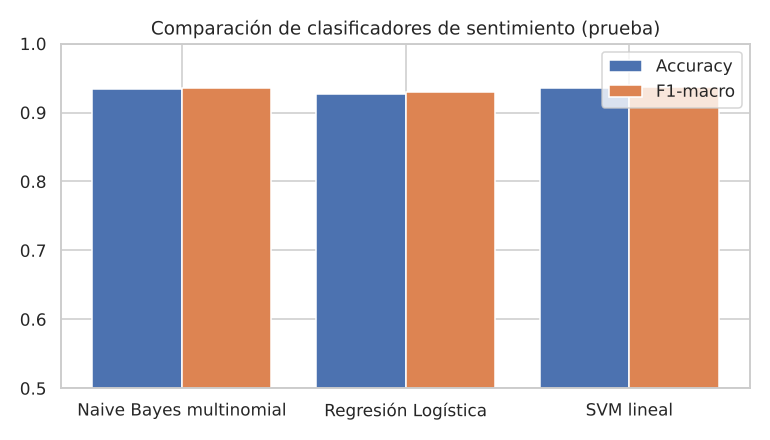 Comparación de clasificadores de sentimiento (prueba)
1.0
0.9
0.8
0.7
0.6
0.5
Accuracy
F1-macro
Naive Bayes multinomial
Regresión Logística
SVM lineal